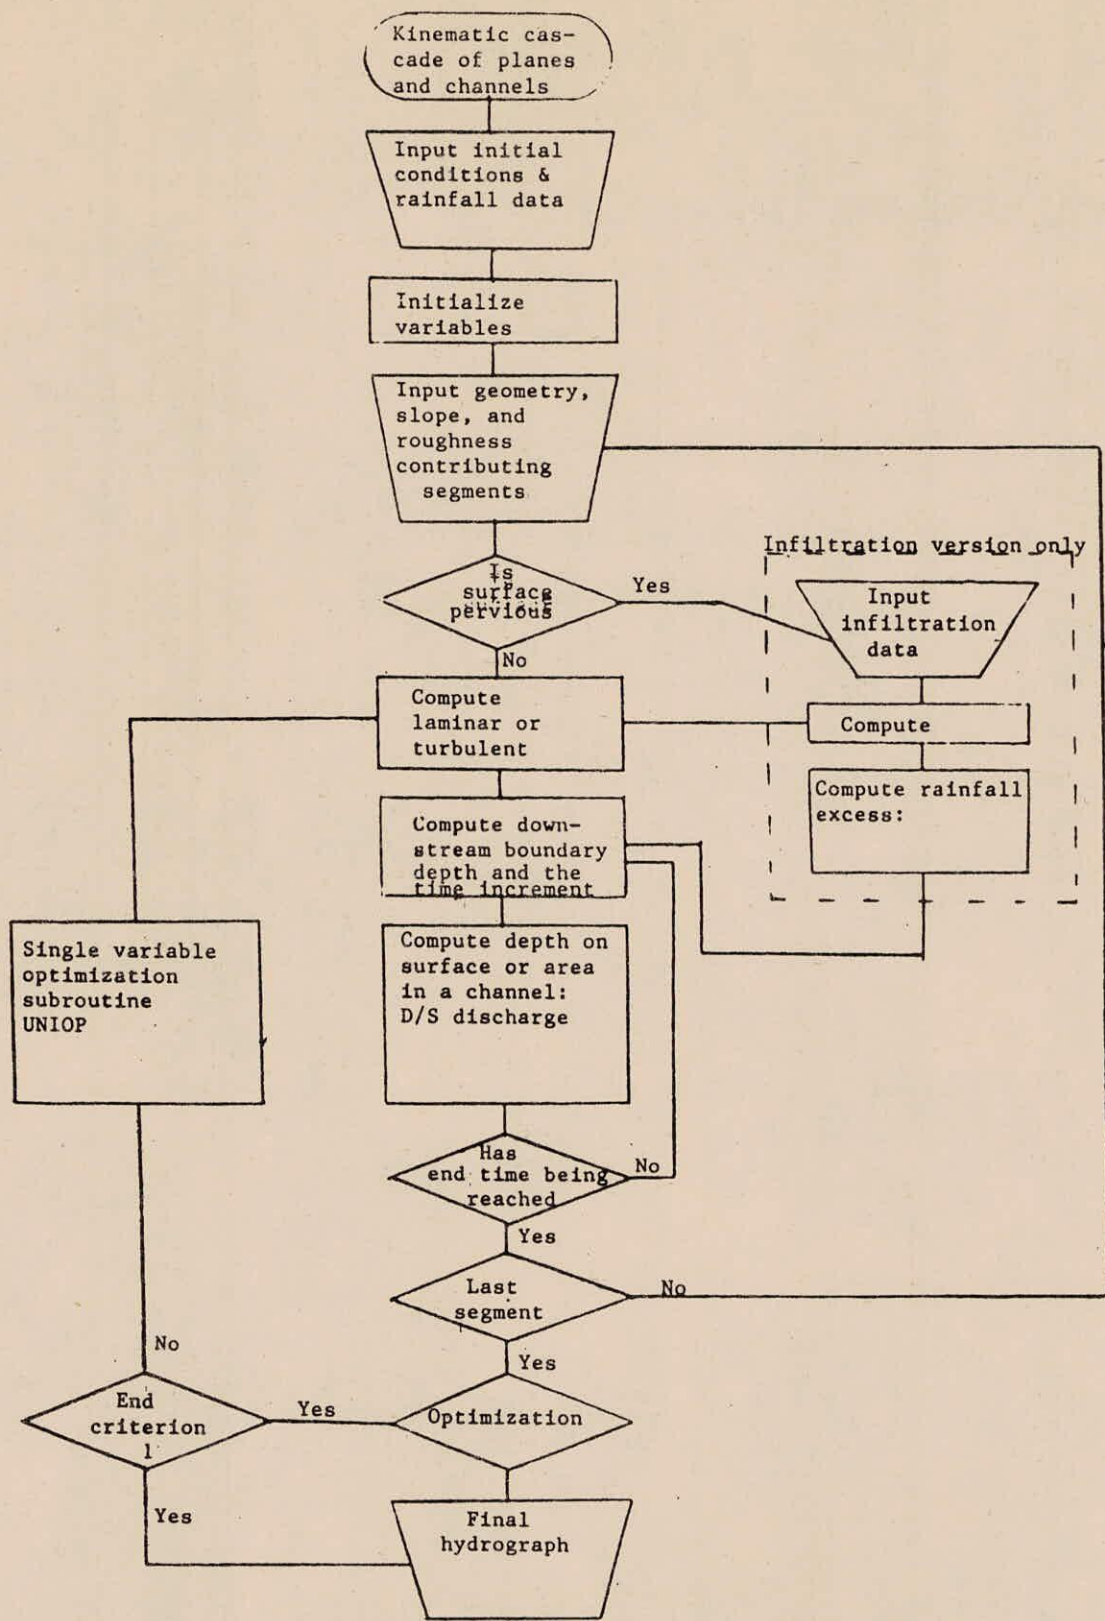 Kinematic cas-
cade of planes
and channels
Input initial
conditions &
rainfall data
Initialize
variables
Input geometry,
slope, and
roughness
contributing
segments
Infiltration version only
Is
surface
pervious
Yes
Input
infiltration
data
No
Compute
laminar or
turbulent
Compute
Compute rainfall
excess:
Compute down-
stream boundary
depth and the
time increment
Single variable
optimization
subroutine
UNIOP
Compute depth on
surface or area
in a channel:
D/S discharge
Has
end time being
reached
No
Yes
Last
segment
No
No
Yes
End
criterion
1
Yes
Optimization
Yes
Final
hydrograph